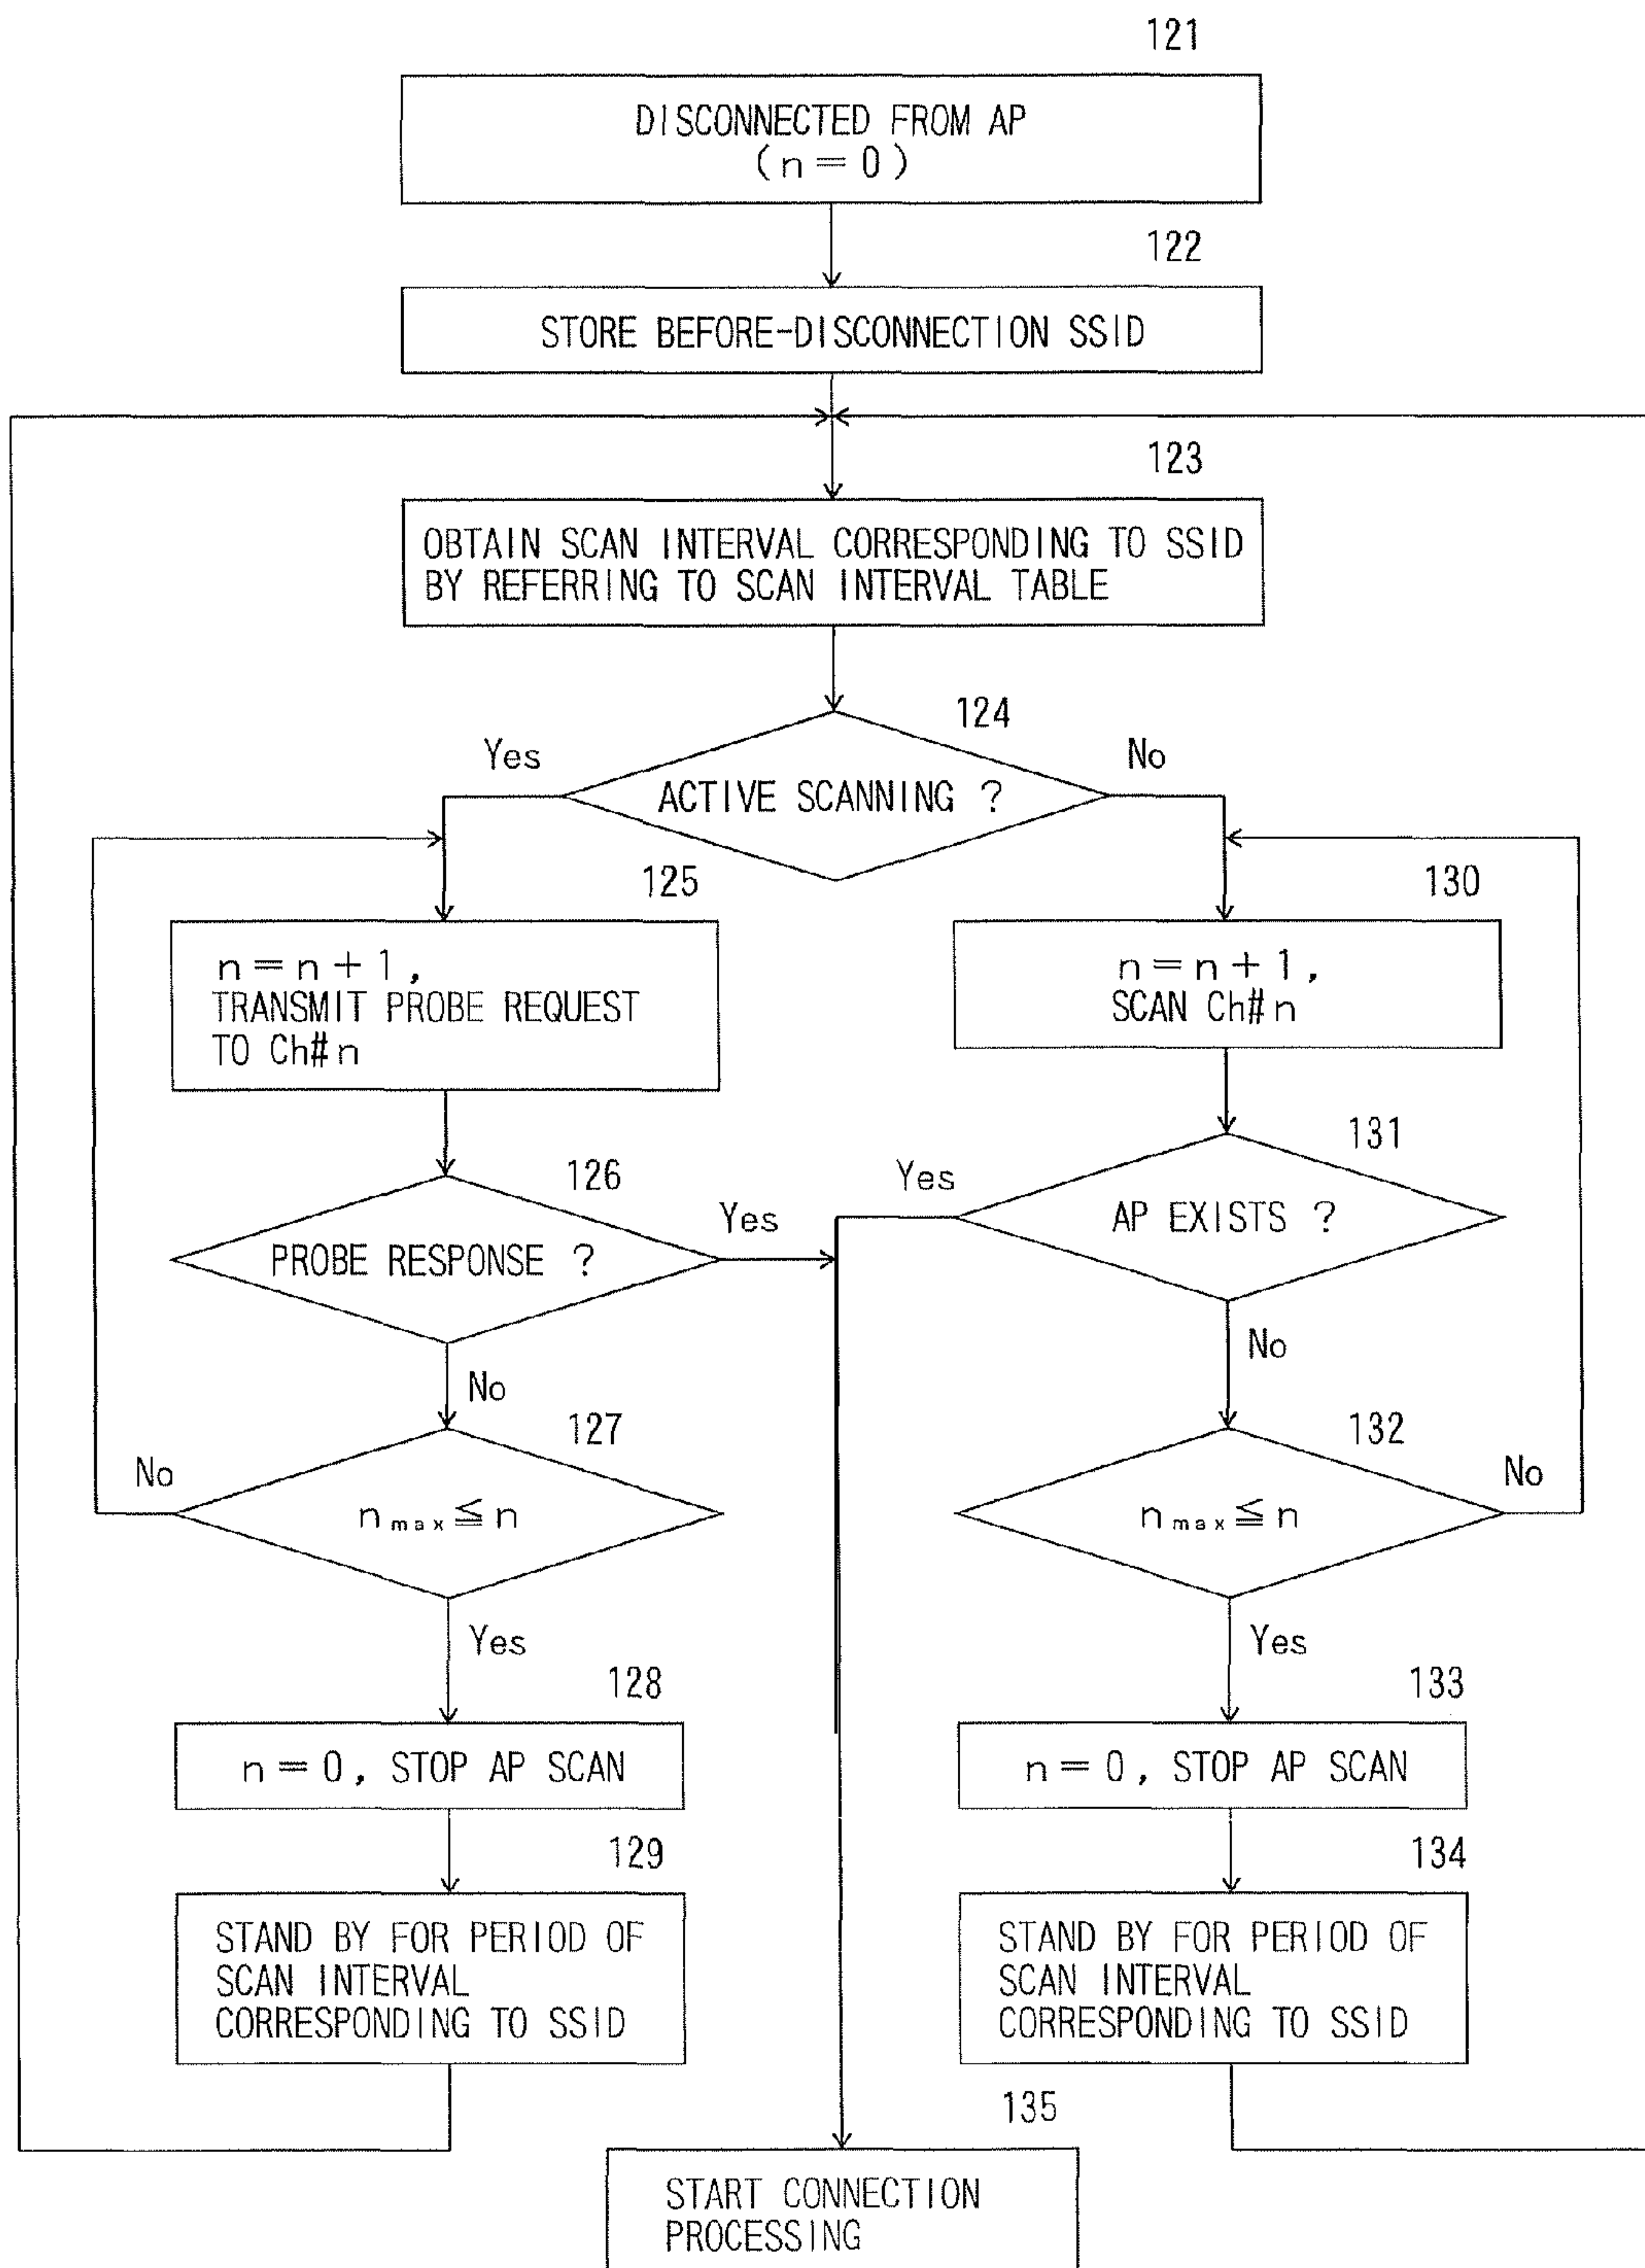 121
DISCONNECTED FROM AP
(n=0)
122
STORE BEFORE-DISCONNECTION SSID
123
OBTAIN SCAN INTERVAL CORRESPONDING TO SSID
BY REFERRING TO SCAN INTERVAL TABLE
124
Yes
No
ACTIVE SCANNING ?
125
n=n+1,
TRANSMIT PROBE REQUEST
TO Ch#n
130
n=n+1,
SCAN Ch#n
126
Yes
PROBE RESPONSE ?
No
131
Yes
AP EXISTS ?
No
127
No
nmax≦n
Yes
132
No
nmax≦n
Yes
128
n=0, STOP AP SCAN
133
n=0, STOP AP SCAN
129
STAND BY FOR PERIOD OF
SCAN INTERVAL
CORRESPONDING TO SSID
134
STAND BY FOR PERIOD OF
SCAN INTERVAL
CORRESPONDING TO SSID
135
START CONNECTION
PROCESSING